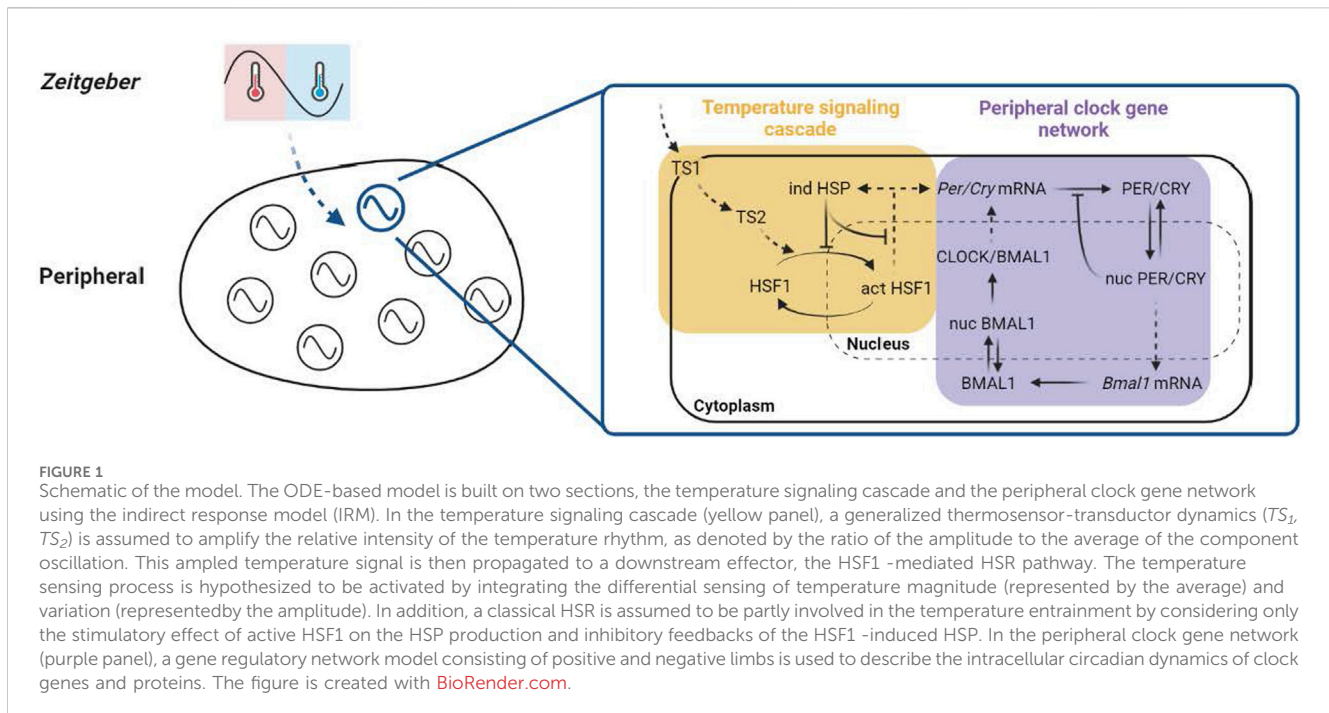 Zeitgeber
Peripheral
Temperature signaling
cascade
Peripheral clock gene
network
TS1
ind HSP
Per/Cry mRNA
PER/CRY
TS2
CLOCK/BMAL1
HSF1
act HSF1
nuc PER/CRY
nuc BMAL1
Nucleus
BMAL1
Bmal1 mRNA
Cytoplasm
FIGURE 1
Schematic of the model. The ODE-based model is built on two sections, the temperature signaling cascade and the peripheral clock gene network
using the indirect response model (IRM). In the temperature signaling cascade (yellow panel), a generalized thermosensor-transductor dynamics (TS₁,
TS₂) is assumed to amplify the relative intensity of the temperature rhythm, as denoted by the ratio of the amplitude to the average of the component
oscillation. This ampled temperature signal is then propagated to a downstream effector, the HSF1 -mediated HSR pathway. The temperature
sensing process is hypothesized to be activated by integrating the differential sensing of temperature magnitude (represented by the average) and
variation (representedby the amplitude). In addition, a classical HSR is assumed to be partly involved in the temperature entrainment by considering only
the stimulatory effect of active HSF1 on the HSP production and inhibitory feedbacks of the HSF1 -induced HSP. In the peripheral clock gene network
(purple panel), a gene regulatory network model consisting of positive and negative limbs is used to describe the intracellular circadian dynamics of clock
genes and proteins. The figure is created with BioRender.com.